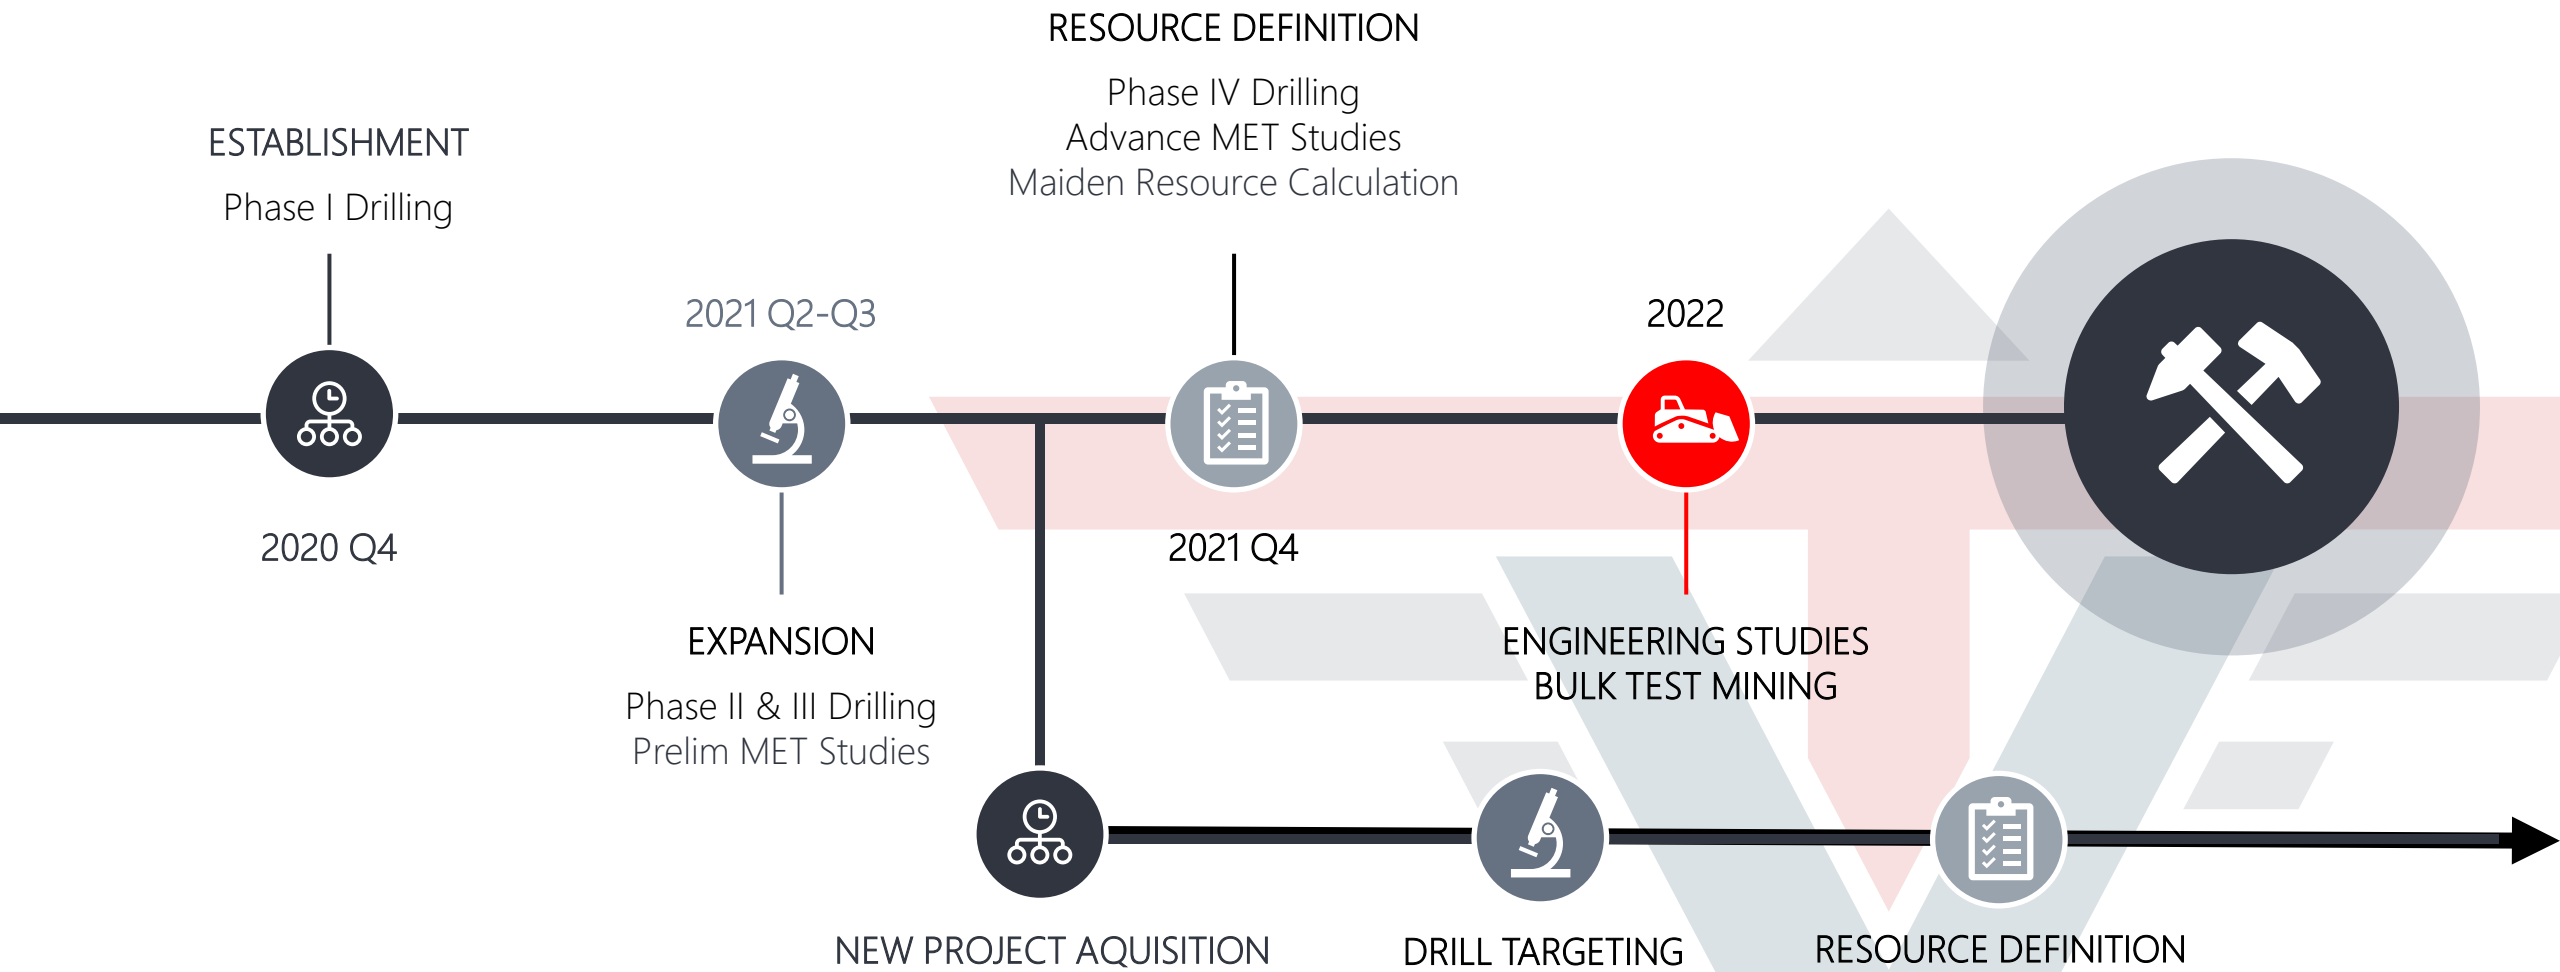 RESOURCE DEFINITION
Phase IV Drilling
Advance MET Studies
Maiden Resource Calculation
ESTABLISHMENT
Phase I Drilling
2021 Q2-Q3
2022
2020 Q4
2021 Q4
EXPANSION
Phase II & III Drilling
Prelim MET Studies
ENGINEERING STUDIES
BULK TEST MINING
NEW PROJECT AQUISITION
DRILL TARGETING
RESOURCE DEFINITION